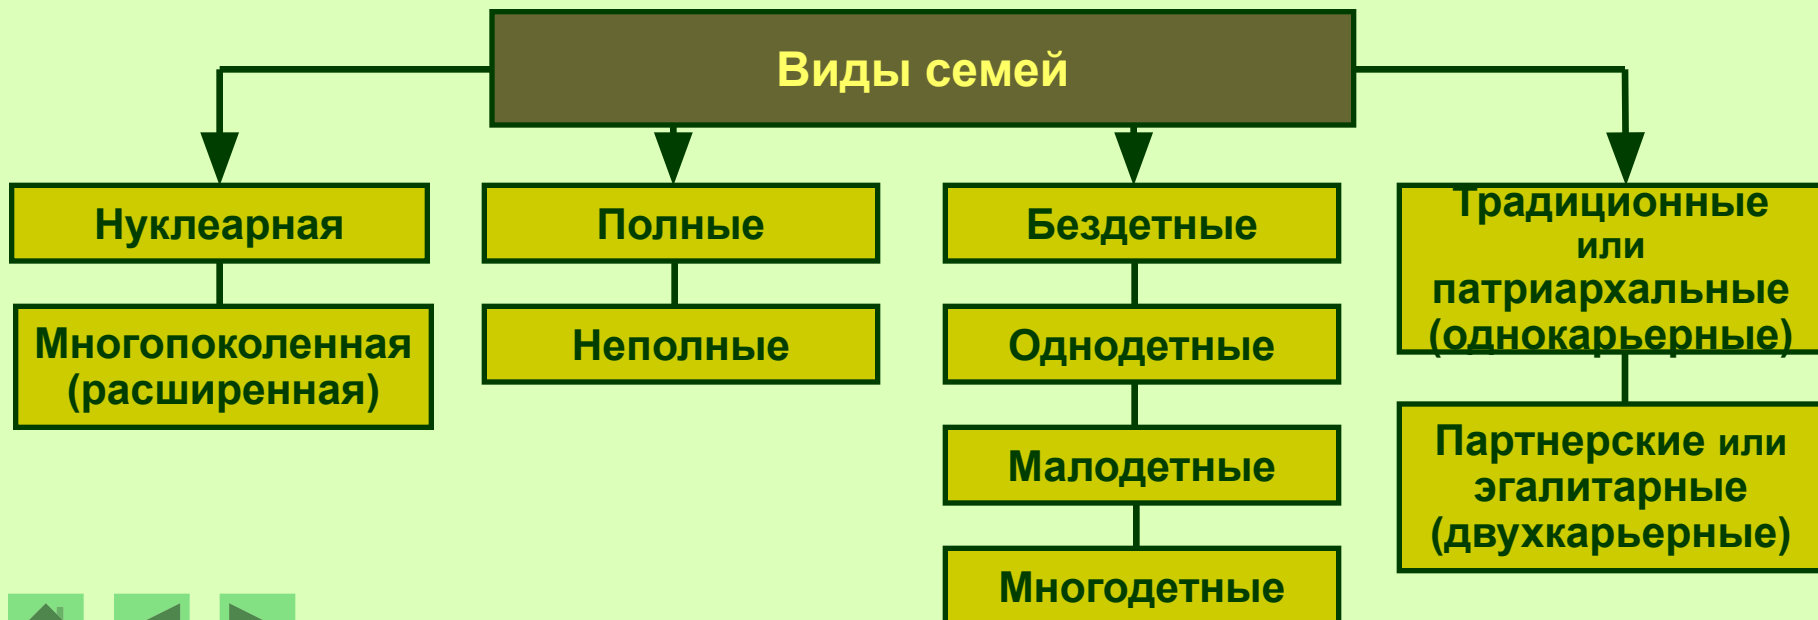 Виды семей
Нуклеарная
Многопоколенная
(расширенная)
Полные
Неполные
Бездетные
Однодетные
Малодетные
Многодетные
Традиционные
или
патриархальные
(однокарьерные)
Партнерские или
эгалитарные
(двухкарьерные)